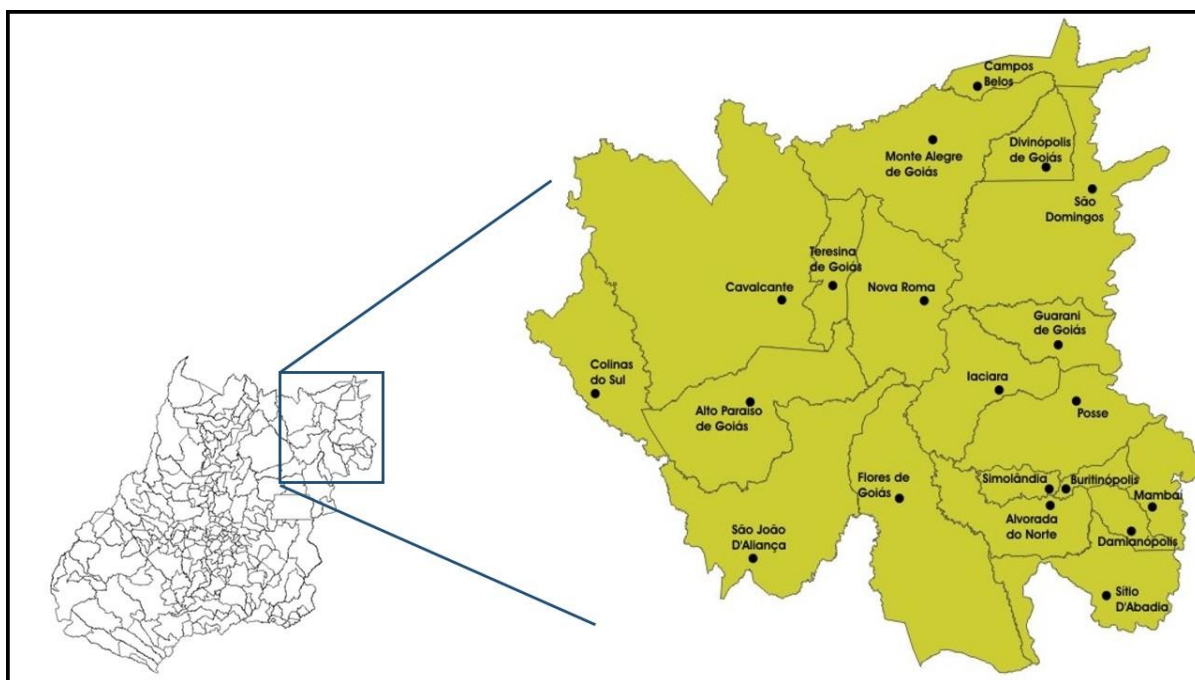 Campos
Belos
Monte Alegre
de Goiás
Divinópolis
de Goiás
São
Domingos
Teresina
de Goiás
Cavalcante
Nova Roma
Guarani
de Goiás
Colinas
do Sul
Iaciara
Alto Paraíso
de Goiás
Posse
Flores de
Goiás
Simolândia
Buritinópolis
Mambaí
Alvorada
do Norte
Damianópolis
São João
D'Aliança
Sítio
D'Abadia